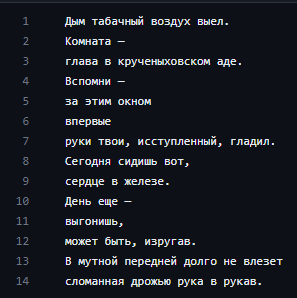 1 Дым табачный воздух выел.
2 Комната —
3 глава в крученыховском аде.
4 Вспомни —
5 за этим окном
6 впервые
7 руки твои, исступленный, гладил.
8 Сегодня сидишь вот,
9 сердце в железе.
10 День еще —
11 выгонишь,
12 может быть, изругав.
13 В мутной передней долго не влезет
14 сломанная дрожью рука в рукав.